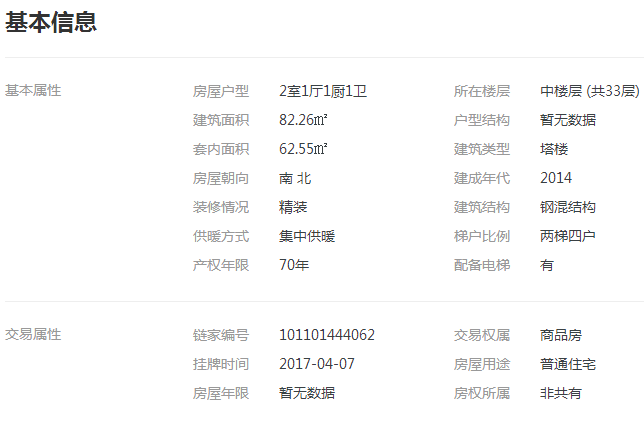 基本信息
基本属性 房屋户型 2室1厅1厨1卫 所在楼层 中楼层 (共33层)
建筑面积 82.26㎡ 户型结构 暂无数据
套内面积 62.55㎡ 建筑类型 塔楼
房屋朝向 南 北 建成年代 2014
装修情况 精装 建筑结构 钢混结构
供暖方式 集中供暖 梯户比例 两梯四户
产权年限 70年 配备电梯 有
交易属性 链家编号 101101444062 交易权属 商品房
挂牌时间 2017-04-07 房屋用途 普通住宅
房屋年限 暂无数据 房权所属 非共有